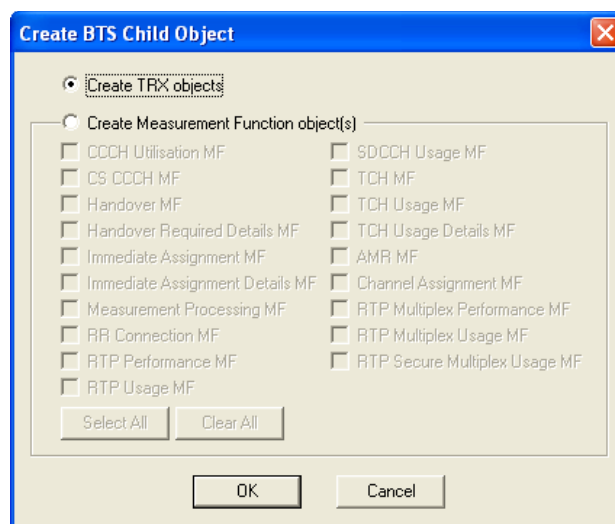 Create BTS Child Object
Create TRX objects
Create Measurement Function object(s)
CCCH Utilisation MF
CS CCCH MF
Handover MF
Handover Required Details MF
Immediate Assignment MF
Immediate Assignment Details MF
Measurement Processing MF
RR Connection MF
RTP Performance MF
RTP Usage MF
SDCCH Usage MF
TCH MF
TCH Usage MF
TCH Usage Details MF
AMR MF
Channel Assignment MF
RTP Multiplex Performance MF
RTP Multiplex Usage MF
RTP Secure Multiplex Usage MF
Select All
Clear All
OK
Cancel